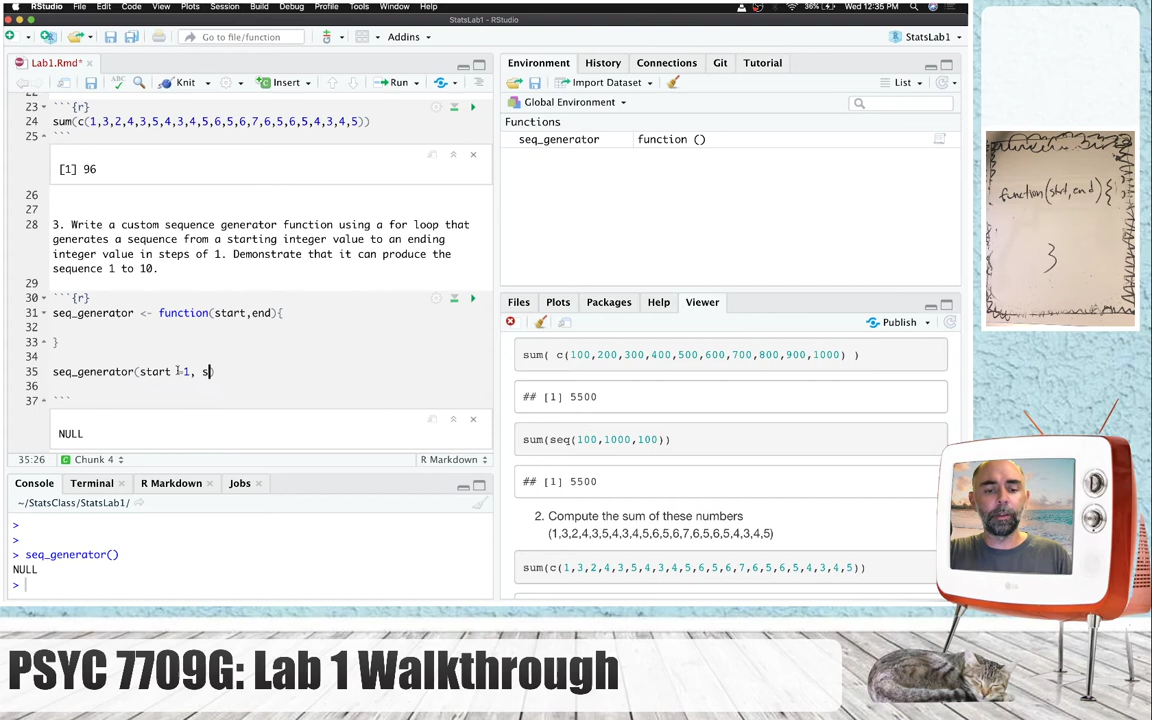 RStudio File Edit Code View Plots Session Build Debug Profile Tools Window Help 36% Wed 12:35 PM
StatsLab1 - RStudio
Go to file/function Addins StatsLab1
Lab1.Rmd*
Knit Insert Run
22
23 ```{r}
24 sum(c(1,3,2,4,3,5,4,3,4,5,6,5,6,7,6,5,6,5,4,3,4,5))
25 ```
[1] 96
26
27
28 3. Write a custom sequence generator function using a for loop that
generates a sequence from a starting integer value to an ending
integer value in steps of 1. Demonstrate that it can produce the
sequence 1 to 10.
29
30 ```{r}
31 seq_generator <- function(start,end){
32
33 }
34
35 seq_generator(start =1, s)
36
37 ```
NULL
35:26 Chunk 4 R Markdown
Console Terminal R Markdown Jobs
~/StatsClass/StatsLab1/
>
>
> seq_generator()
NULL
>
Environment History Connections Git Tutorial
Import Dataset List
Global Environment
Functions
seq_generator function ()
Files Plots Packages Help Viewer
Publish
sum( c(100,200,300,400,500,600,700,800,900,1000) )
## [1] 5500
sum(seq(100,1000,100))
## [1] 5500
2. Compute the sum of these numbers
(1,3,2,4,3,5,4,3,4,5,6,5,6,7,6,5,6,5,4,3,4,5)
sum(c(1,3,2,4,3,5,4,3,4,5,6,5,6,7,6,5,6,5,4,3,4,5))
function(start,end){
3
LG
PSYC 7709G: Lab 1 Walkthrough